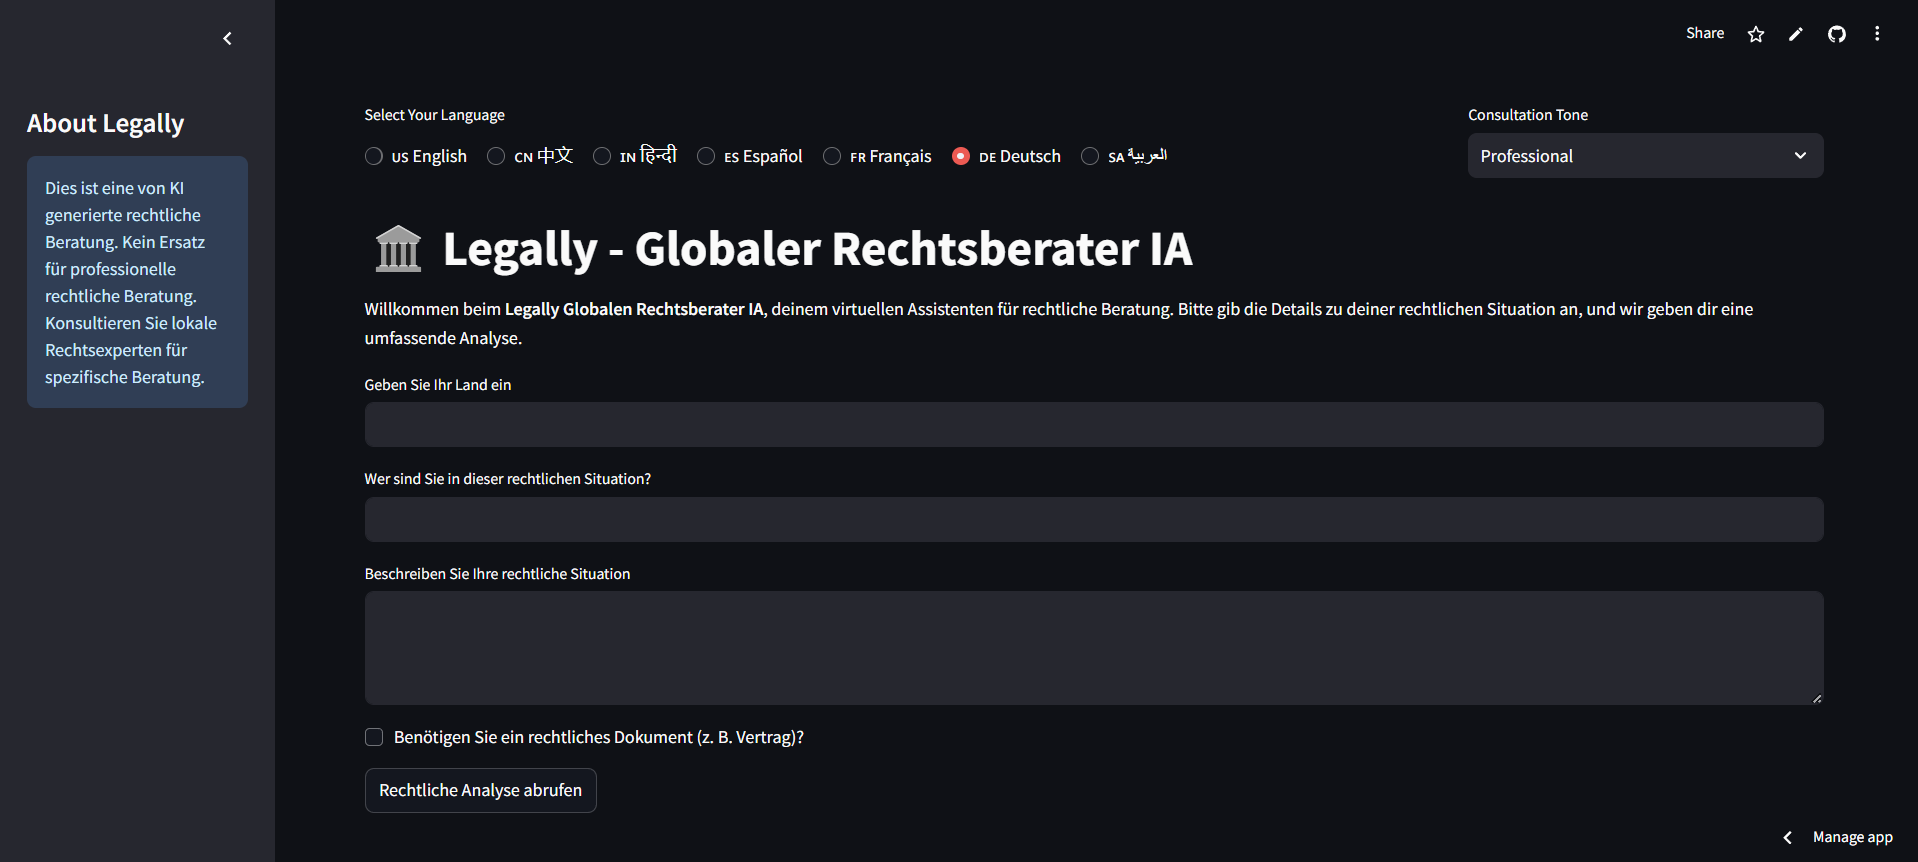 Share
About Legally
Dies ist eine von KI
generierte rechtliche
Beratung. Kein Ersatz
für professionelle
rechtliche Beratung.
Konsultieren Sie lokale
Rechtsexperten für
spezifische Beratung.
Select Your Language
US English CN 中文 IN हिन्दी ES Español FR Français DE Deutsch SA العربية
Consultation Tone
Professional
Legally - Globaler Rechtsberater IA
Willkommen beim Legally Globalen Rechtsberater IA, deinem virtuellen Assistenten für rechtliche Beratung. Bitte gib die Details zu deiner rechtlichen Situation an, und wir geben dir eine
umfassende Analyse.
Geben Sie Ihr Land ein
Wer sind Sie in dieser rechtlichen Situation?
Beschreiben Sie Ihre rechtliche Situation
Benötigen Sie ein rechtliches Dokument (z. B. Vertrag)?
Rechtliche Analyse abrufen
Manage app